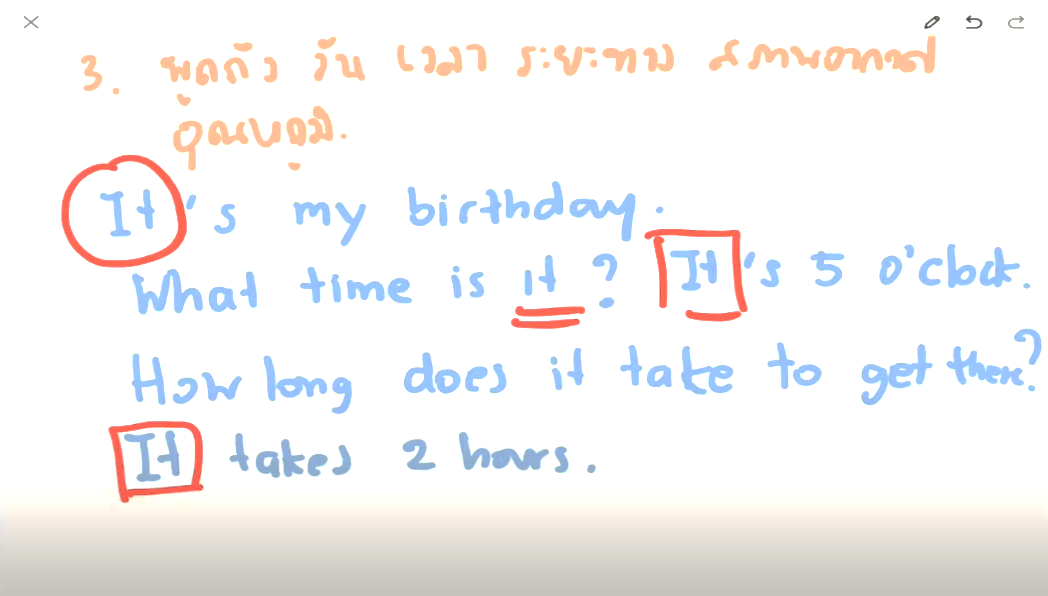 3. พูดถึง วัน เวลา ระยะทาง สภาพอากาศ
อุณหภูมิ.
It's my birthday.
What time is it? It's 5 o'clock.
How long does it take to get there?
It takes 2 hours.